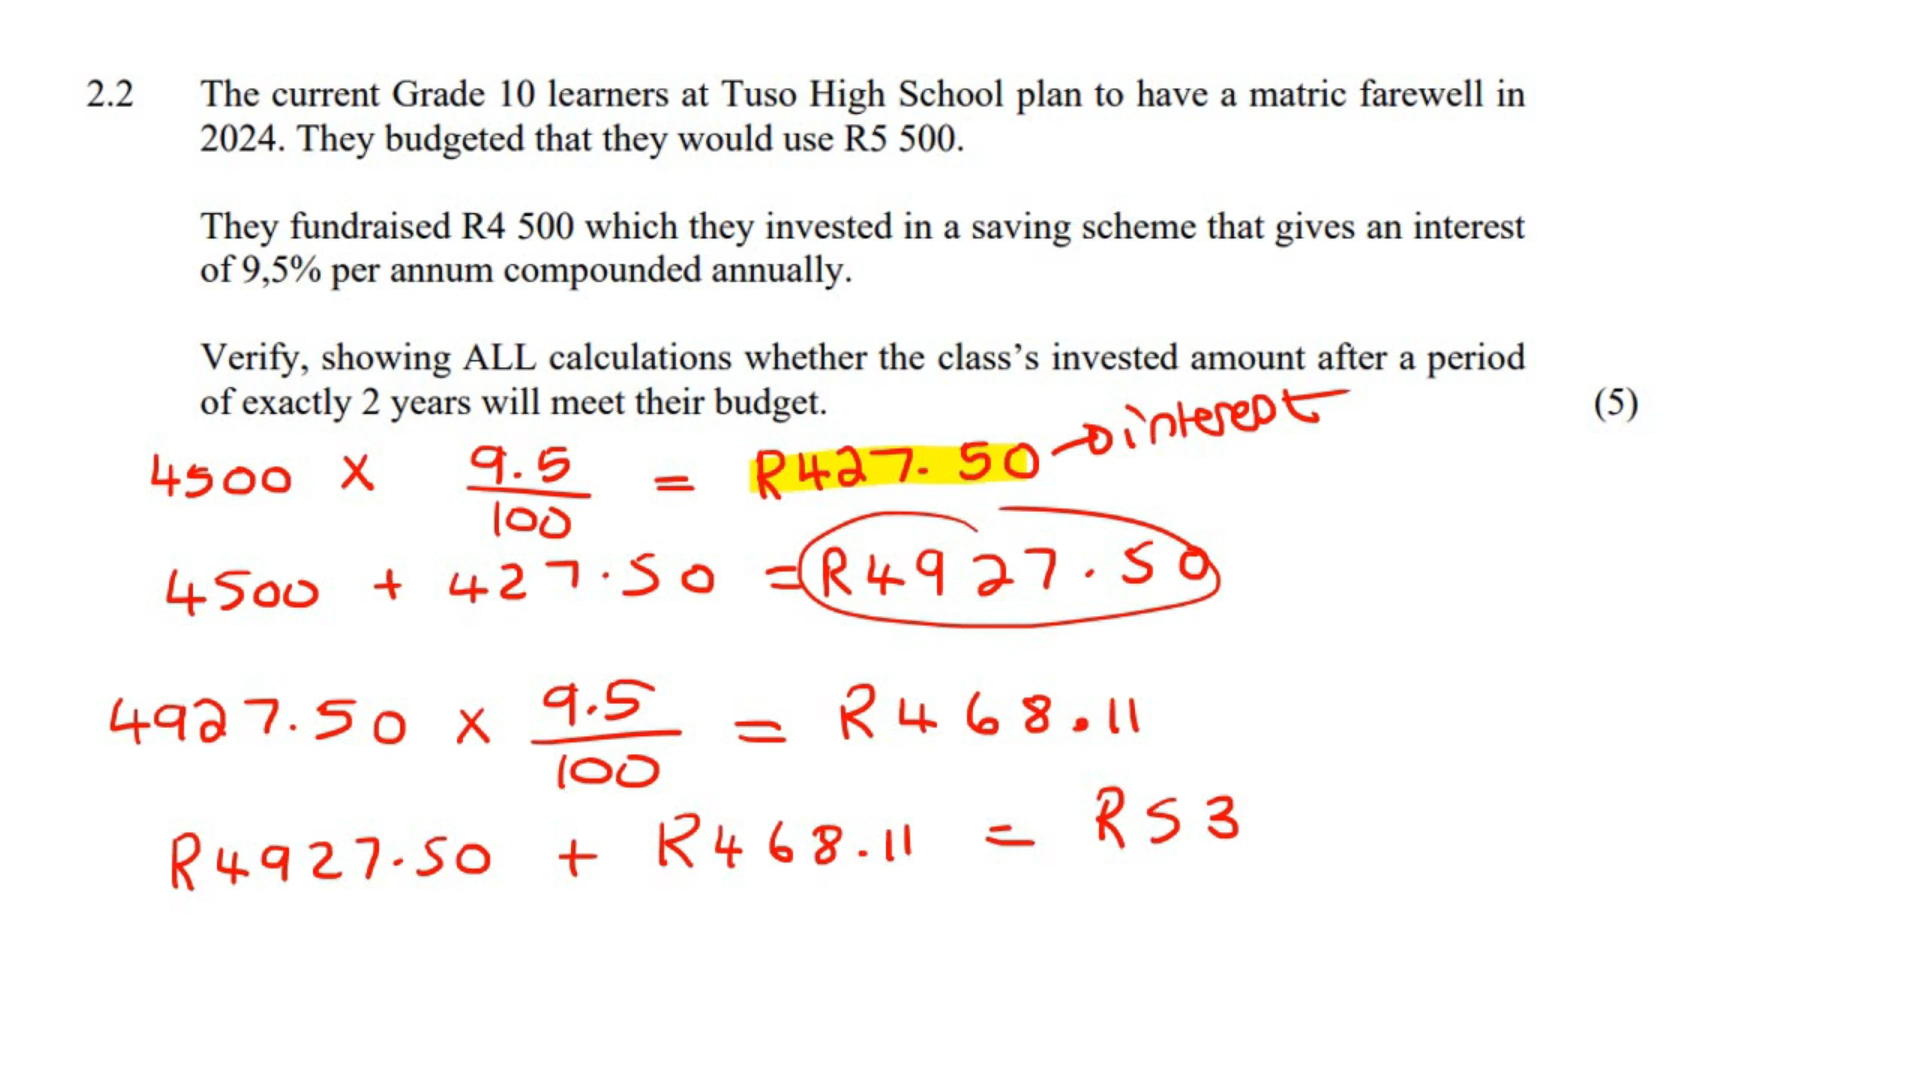 2.2 The current Grade 10 learners at Tuso High School plan to have a matric farewell in
2024. They budgeted that they would use R5 500.
They fundraised R4 500 which they invested in a saving scheme that gives an interest
of 9,5% per annum compounded annually.
Verify, showing ALL calculations whether the class’s invested amount after a period
of exactly 2 years will meet their budget. (5)
4500 × 9.5/100 = R427.50 → interest
4500 + 427.50 = R4927.50
4927.50 × 9.5/100 = R468.11
R4927.50 + R468.11 = R53